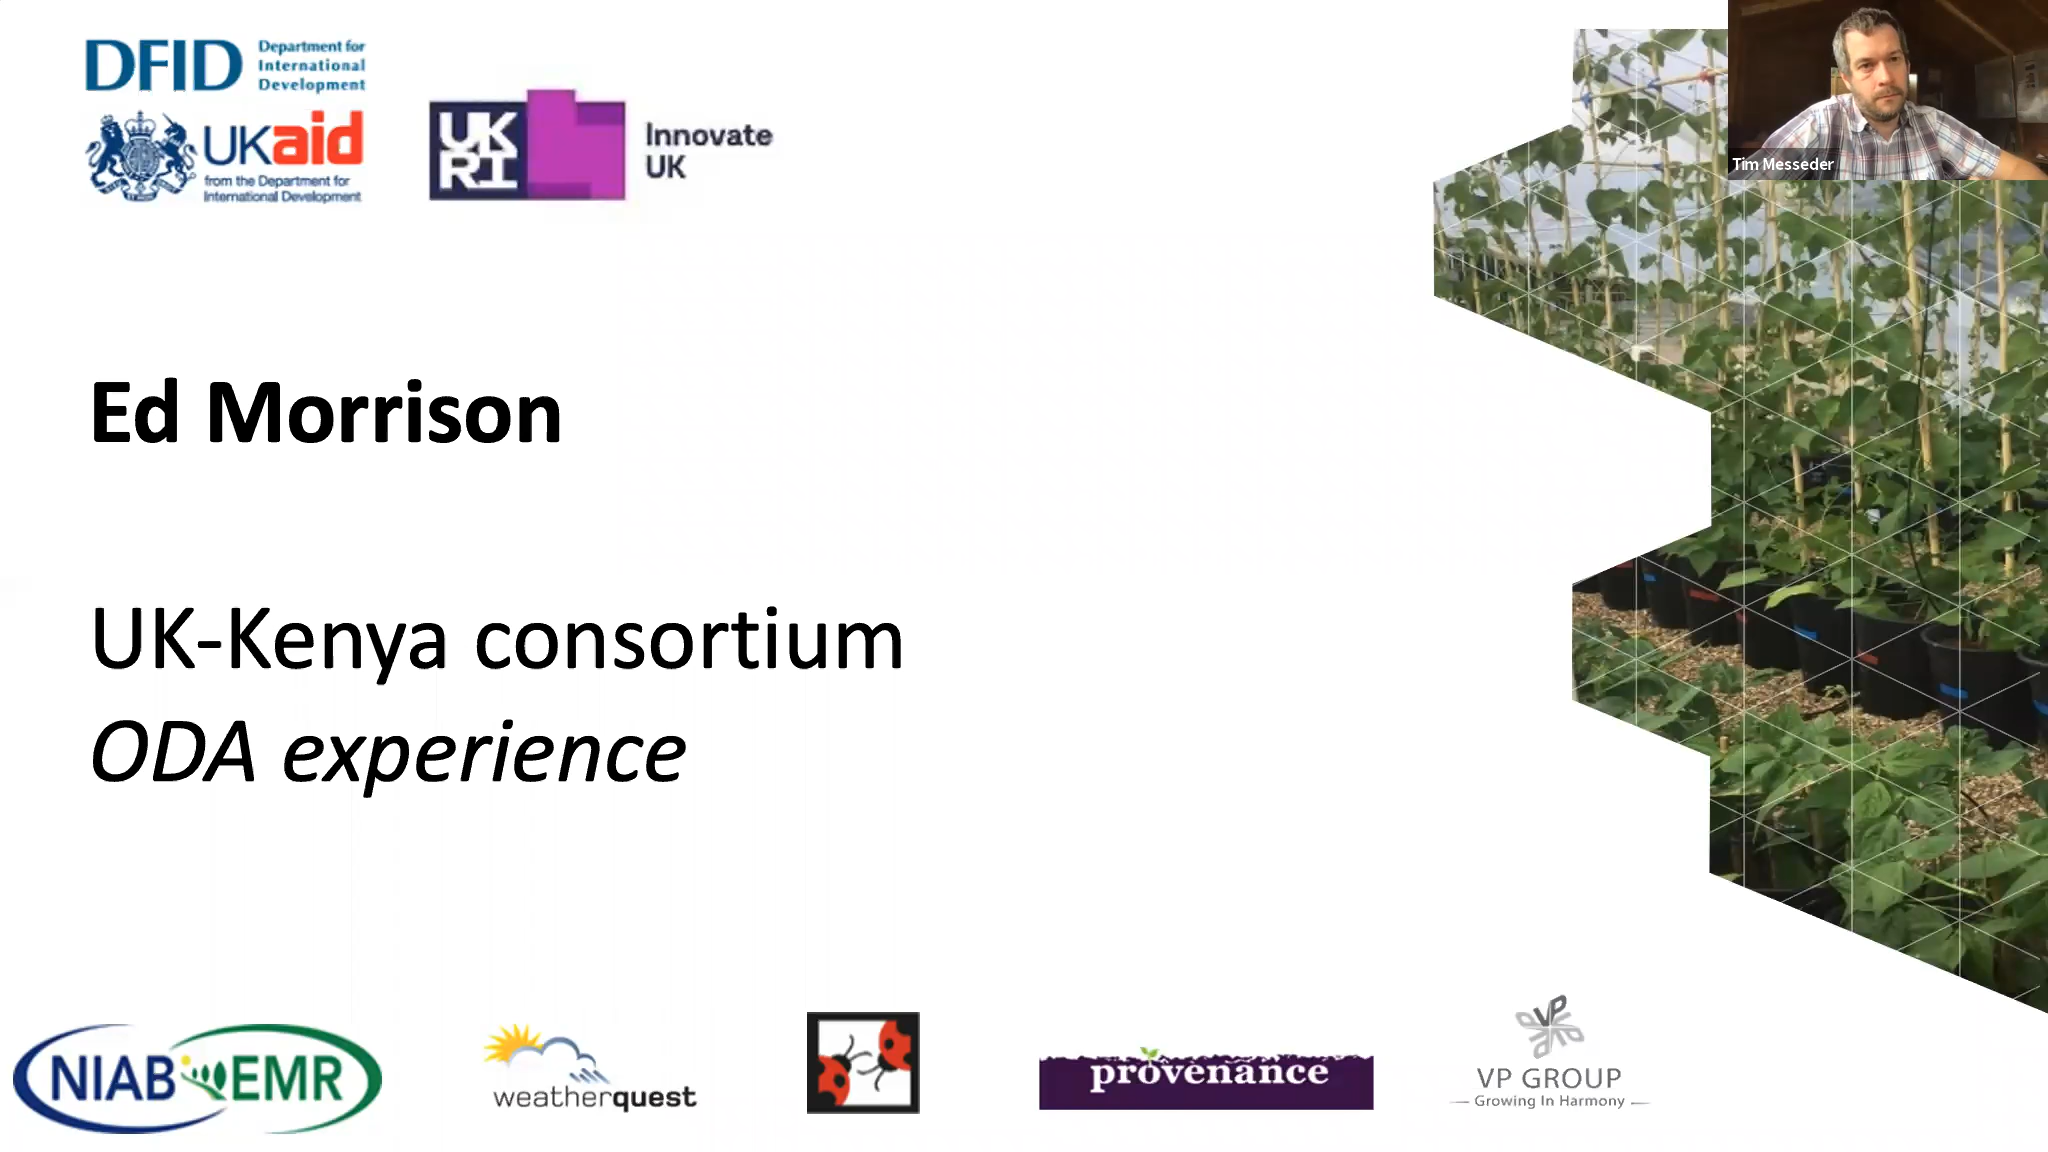 DFID Department for
International
Development
UKaid
from the Department for
International Development
UK
RI
Innovate
UK
Tim Messeder
Ed Morrison
UK-Kenya consortium
ODA experience
NIAB EMR
weatherquest
provenance
VP
VP GROUP
Growing In Harmony